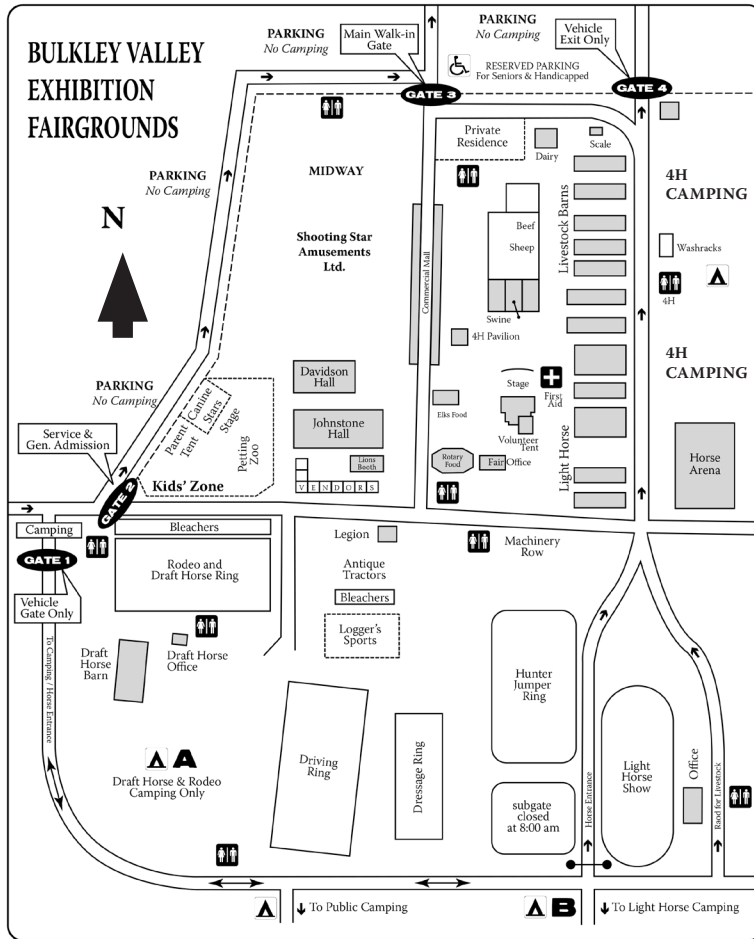 BULKLEY VALLEY
EXHIBITION
FAIRGROUNDS
PARKING
No Camping
Main Walk-in
Gate
PARKING
No Camping
Vehicle
Exit Only
RESERVED PARKING
For Seniors & Handicapped
GATE 3
GATE 4
Private
Residence
Dairy
Scale
MIDWAY
PARKING
No Camping
4H
CAMPING
N
Shooting Star
Amusements
Ltd.
Commercial Mall
Beef
Sheep
Swine
Livestock Barns
Washracks
4H
4H Pavilion
4H
CAMPING
PARKING
No Camping
Davidson
Hall
Johnstone
Hall
Lions
Booth
VENDORS
Elks Food
Stage
First
Aid
Volunteer
Tent
Rotary
Food
Fair Office
Light Horse
Horse
Arena
Service &
Gen. Admission
Parent
Tent
Canine
Stars
Stage
Petting
Zoo
Kids' Zone
GATE 2
Camping
Bleachers
GATE 1
Vehicle
Gate Only
Rodeo and
Draft Horse Ring
Legion
Antique
Tractors
Bleachers
Logger's
Sports
Machinery
Row
To Camping / Horse Entrance
Draft
Horse
Barn
Draft Horse
Office
Hunter
Jumper
Ring
A
Draft Horse & Rodeo
Camping Only
Driving
Ring
Dressage Ring
subgate
closed
at 8:00 am
Horse Entrance
Light
Horse
Show
Office
Raod for Livestock
To Public Camping
B
To Light Horse Camping